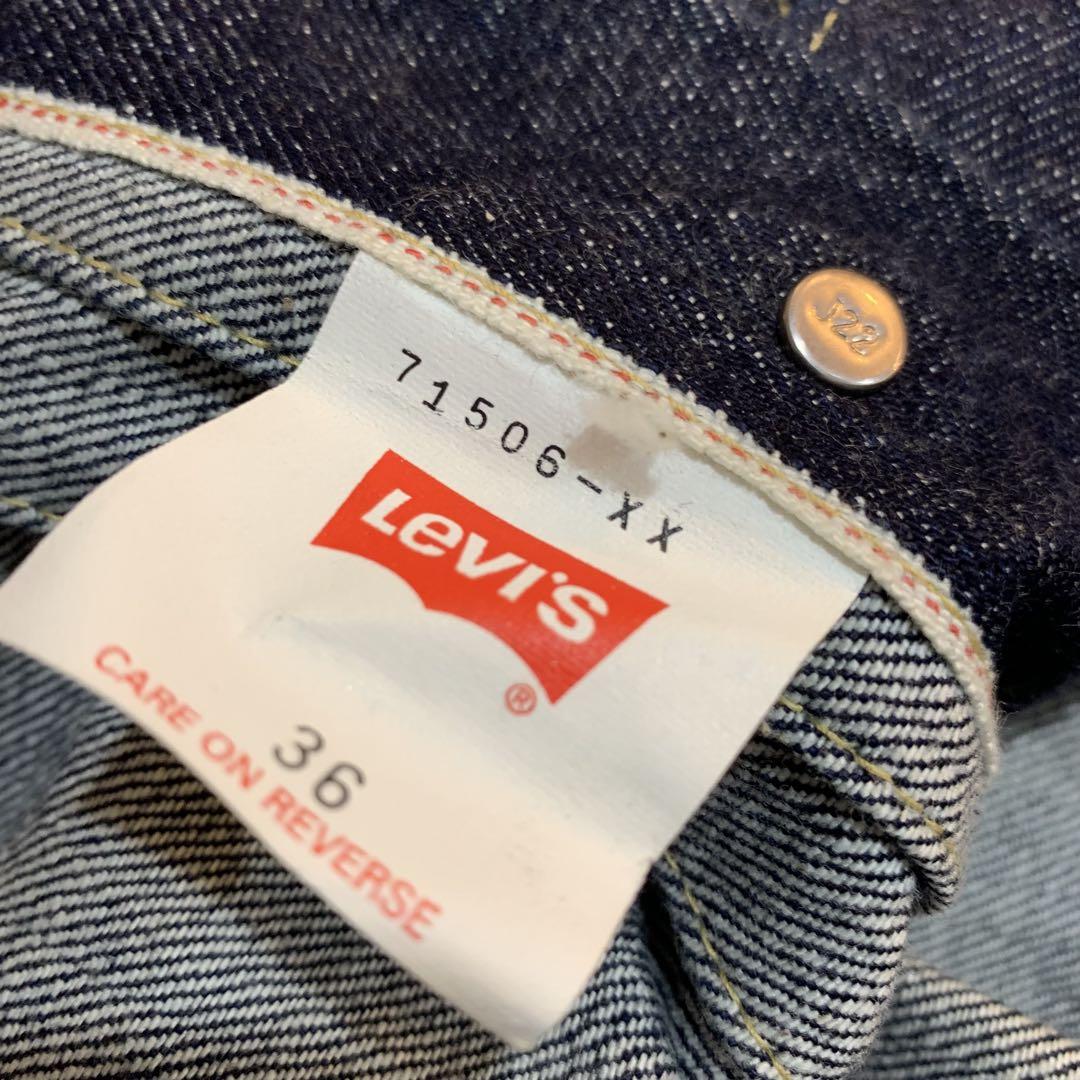 J22
71506-XX
Levi's
®
36
CARE ON REVERSE